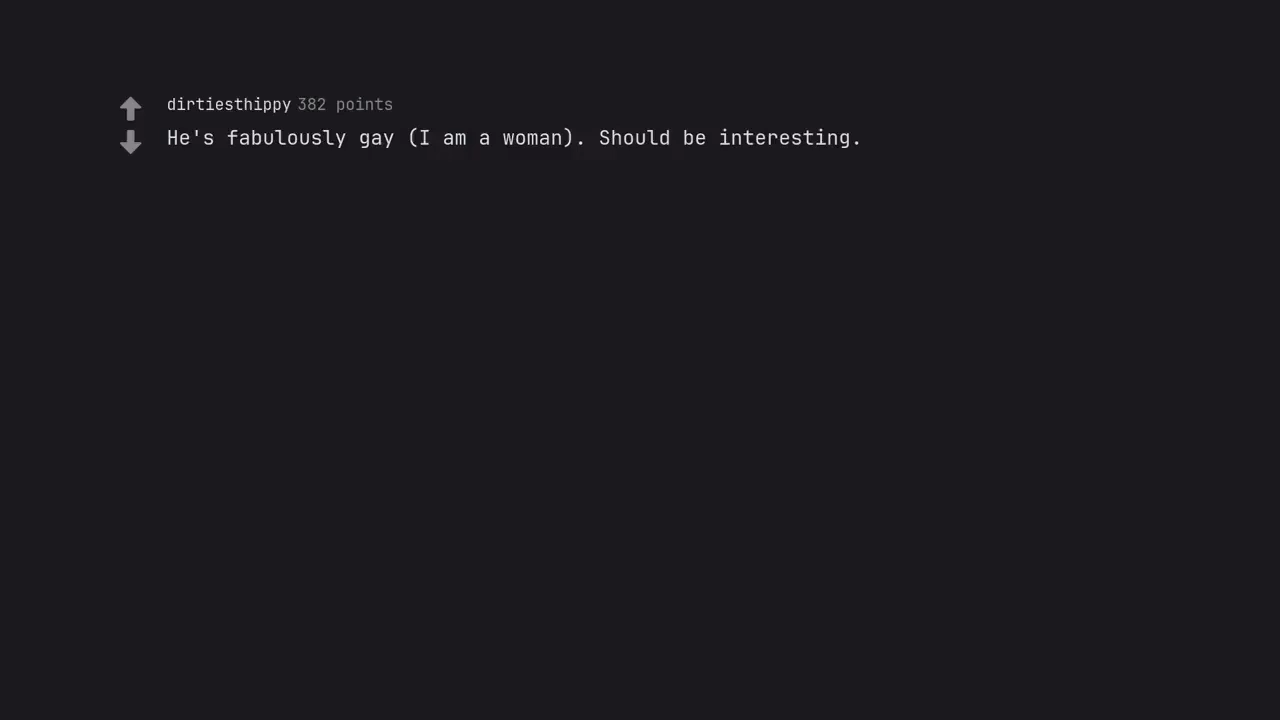 dirtiesthippy 382 points
He's fabulously gay (I am a woman). Should be interesting.